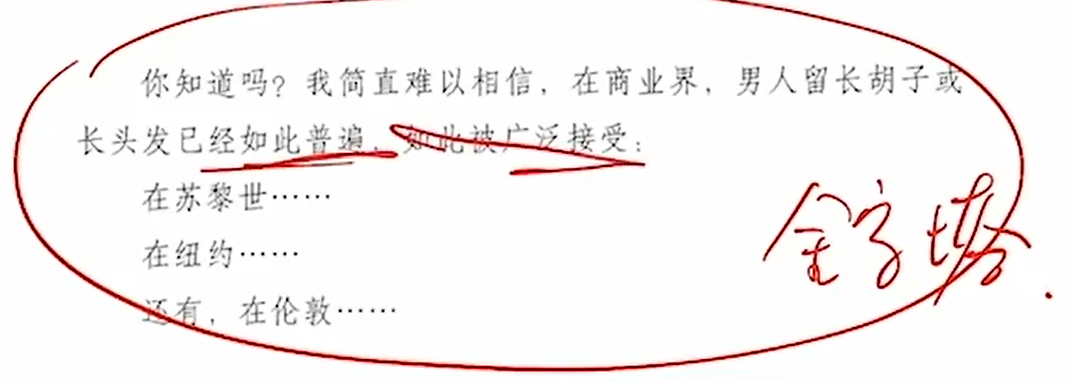 你知道吗？我简直难以相信，在商业界，男人留长胡子或
长头发已经如此普遍，如此被广泛接受：
在苏黎世……
在纽约……
还有，在伦敦……
金字塔.